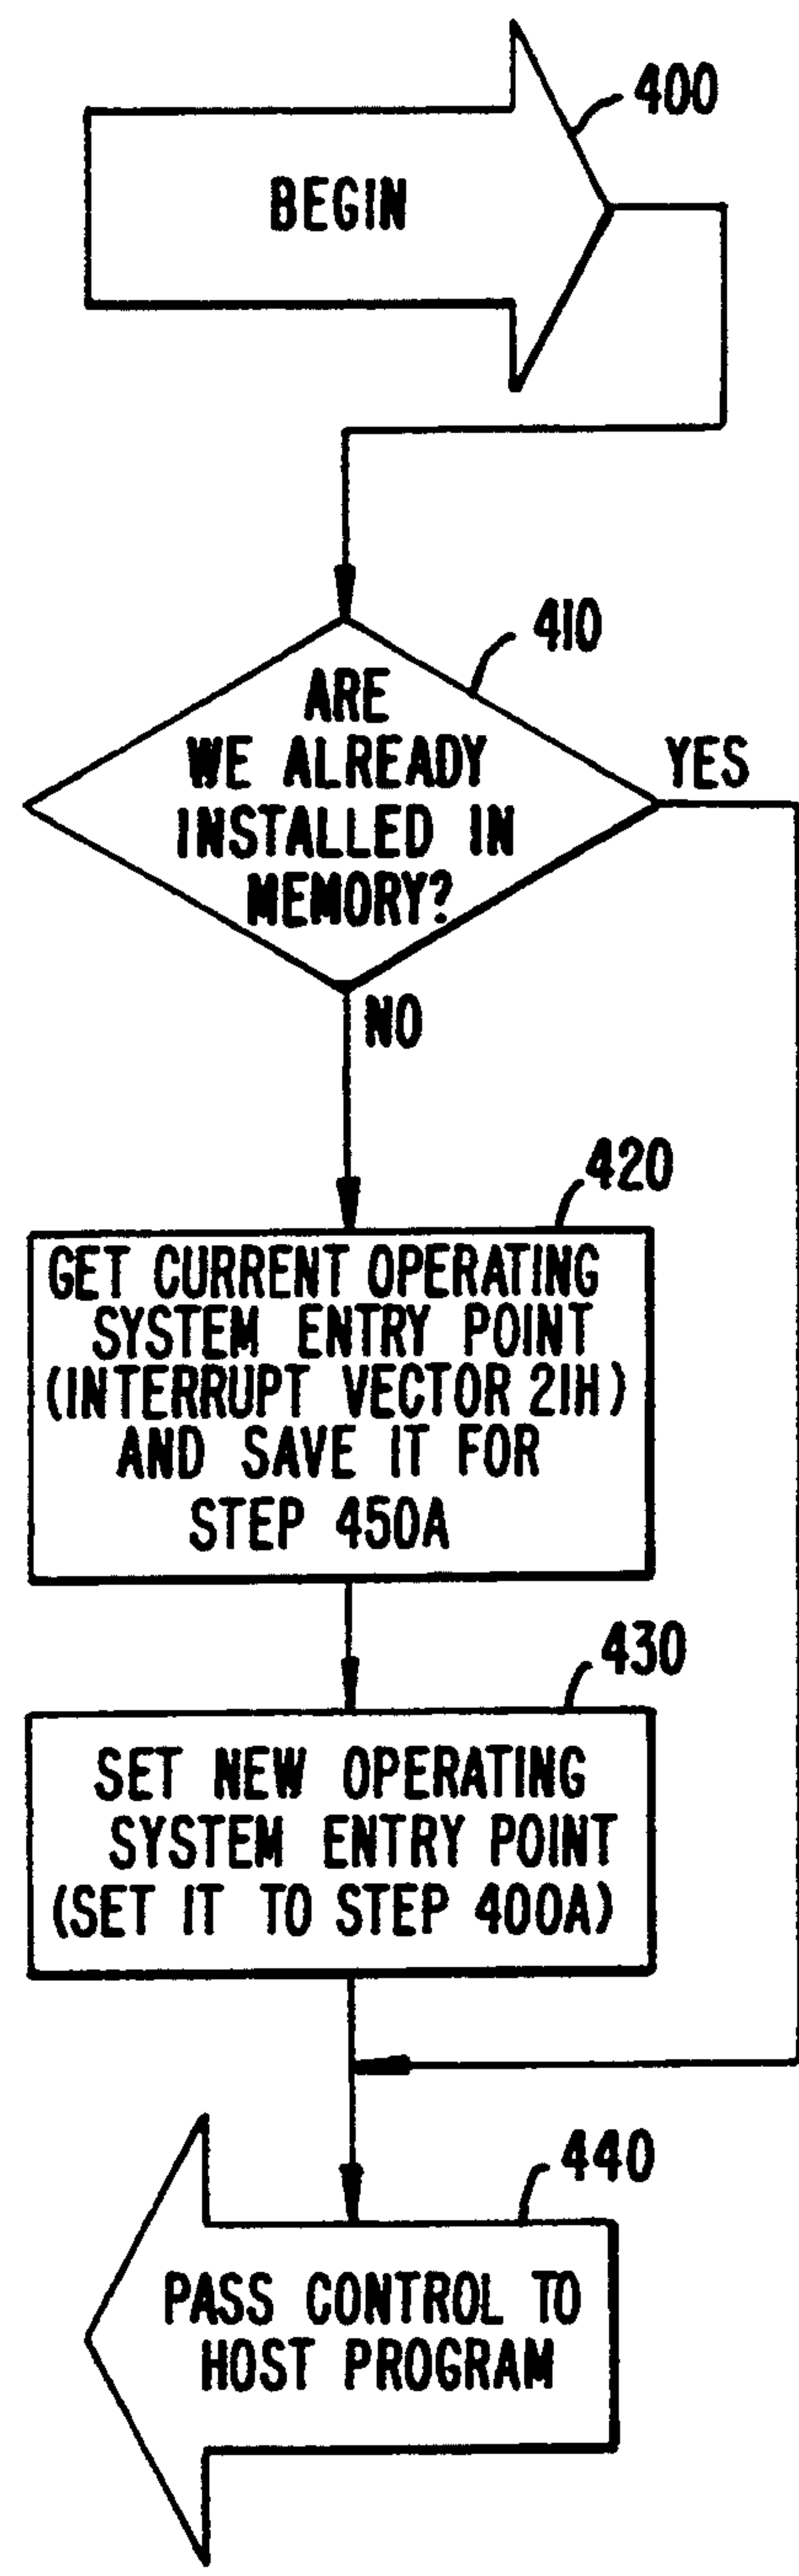 400
BEGIN
410
ARE
WE ALREADY
INSTALLED IN
MEMORY?
YES
NO
420
GET CURRENT OPERATING
SYSTEM ENTRY POINT
(INTERRUPT VECTOR 21H)
AND SAVE IT FOR
STEP 450A
430
SET NEW OPERATING
SYSTEM ENTRY POINT
(SET IT TO STEP 400A)
440
PASS CONTROL TO
HOST PROGRAM